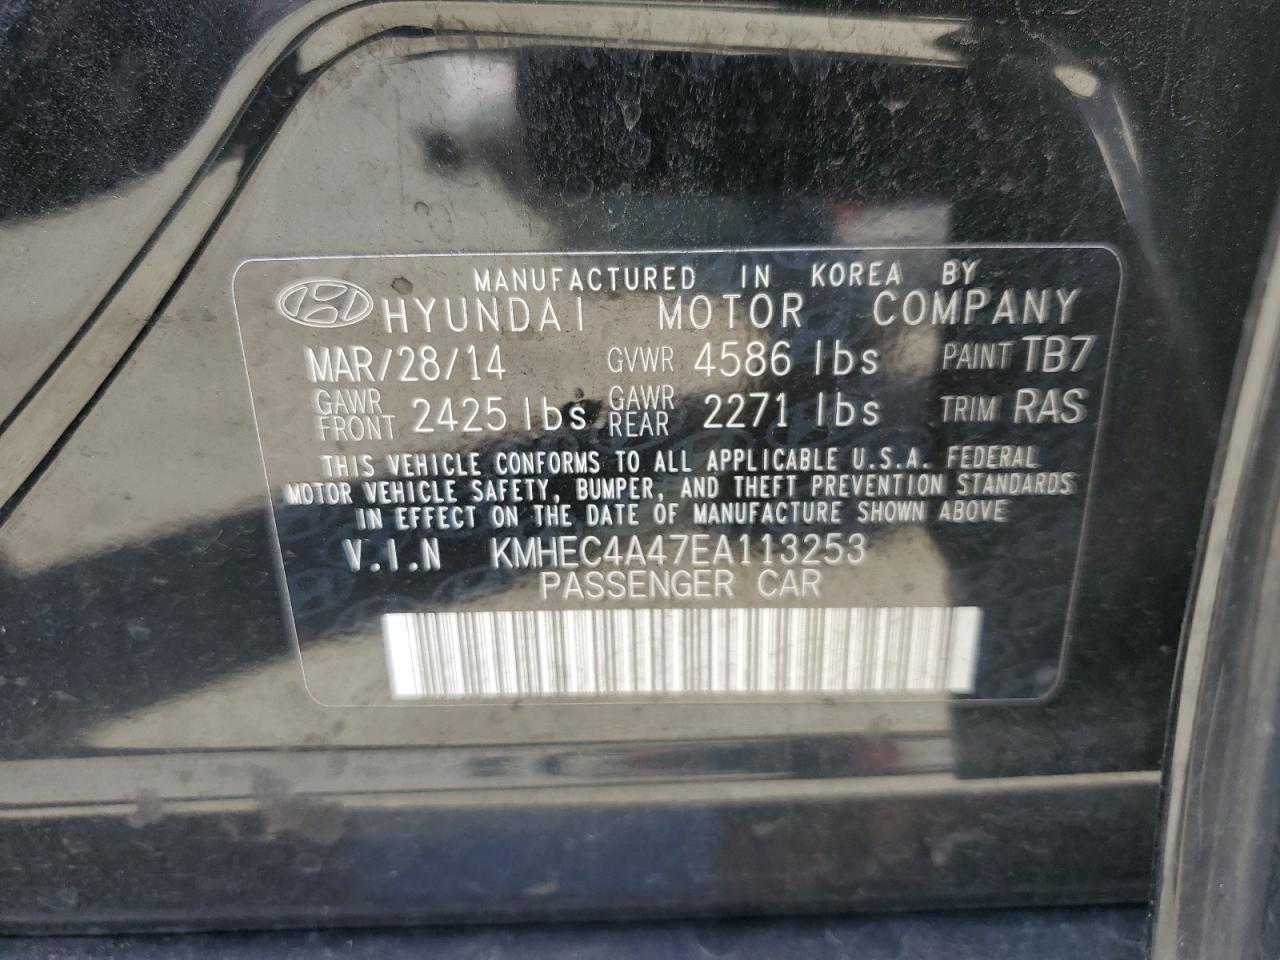 MANUFACTURED IN KOREA BY
HYUNDAI MOTOR COMPANY
MAR/28/14 GVWR 4586 lbs PAINT TB7
GAWR FRONT 2425 lbs GAWR REAR 2271 lbs TRIM RAS
THIS VEHICLE CONFORMS TO ALL APPLICABLE U.S.A. FEDERAL
MOTOR VEHICLE SAFETY, BUMPER, AND THEFT PREVENTION STANDARDS
IN EFFECT ON THE DATE OF MANUFACTURE SHOWN ABOVE
V.I.N KMHEC4A47EA113253
PASSENGER CAR